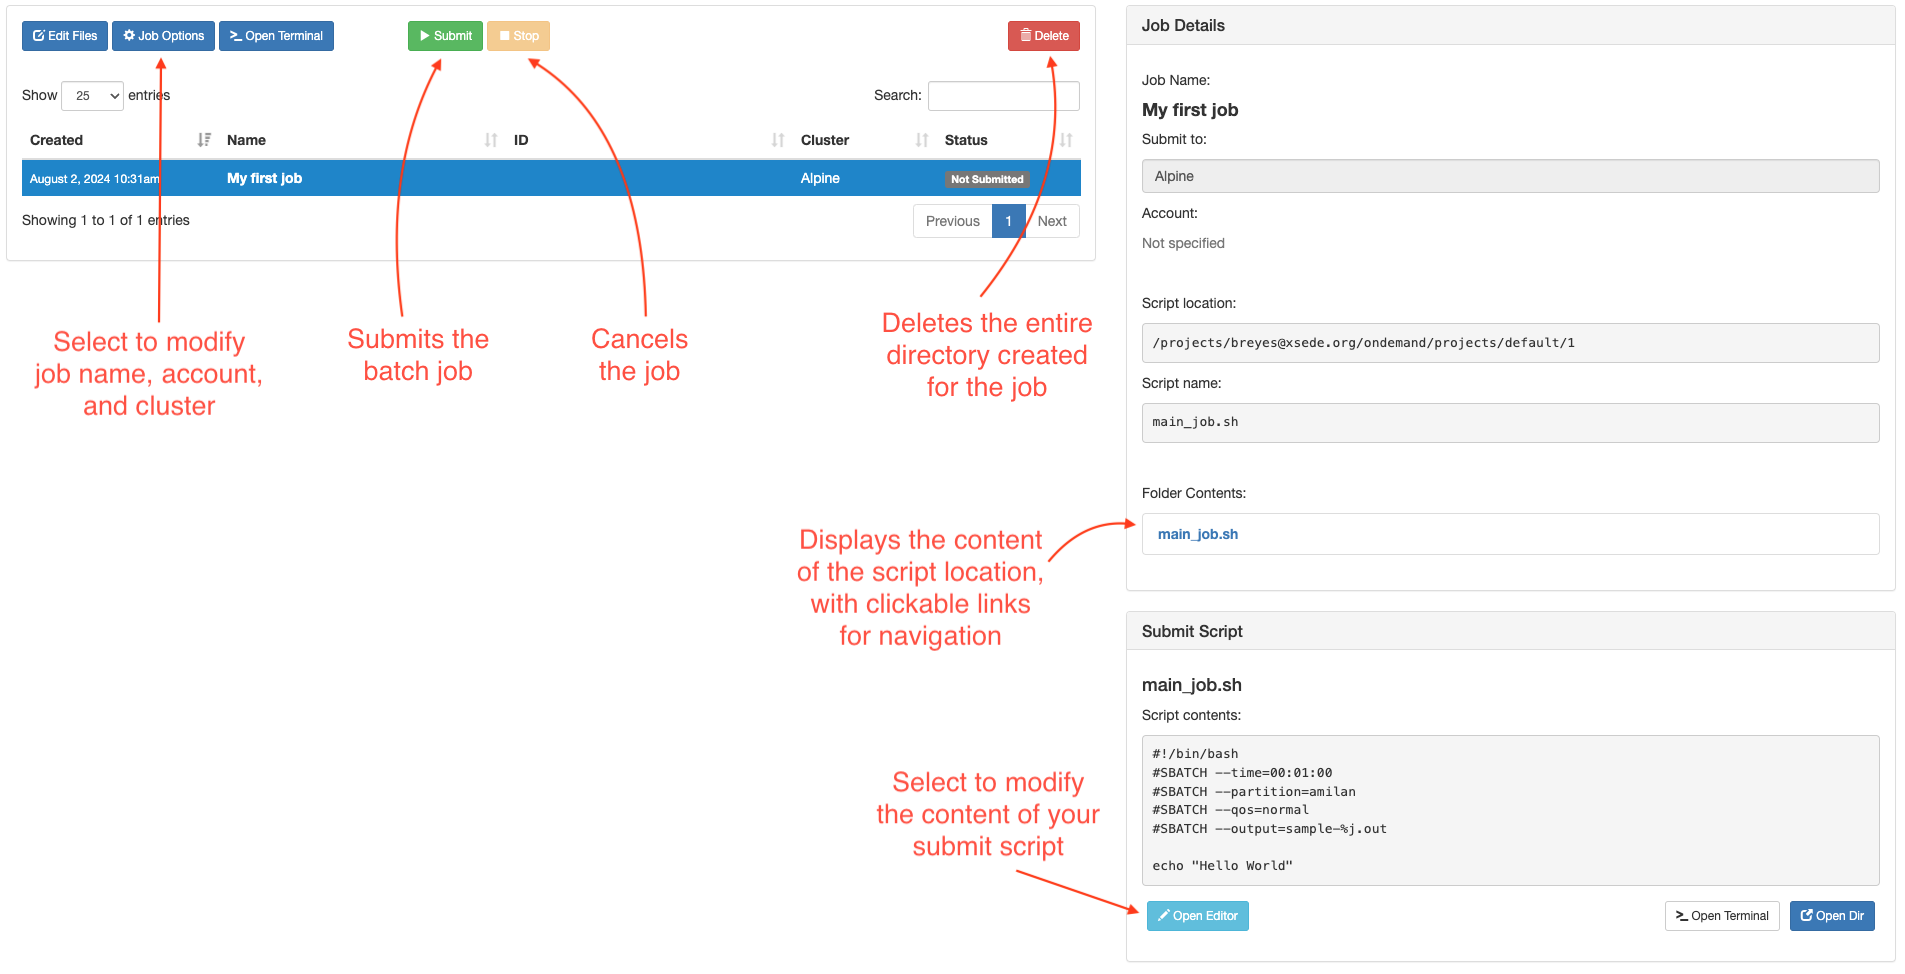 Edit Files Job Options Open Terminal Submit Stop Delete
Show 25 entries Search:
Created Name ID Cluster Status
August 2, 2024 10:31am My first job Alpine Not Submitted
Showing 1 to 1 of 1 entries Previous 1 Next
Select to modify
job name, account,
and cluster
Submits the
batch job
Cancels
the job
Deletes the entire
directory created
for the job
Displays the content
of the script location,
with clickable links
for navigation
Select to modify
the content of your
submit script
Job Details
Job Name:
My first job
Submit to:
Alpine
Account:
Not specified
Script location:
/projects/breyes@xsede.org/ondemand/projects/default/1
Script name:
main_job.sh
Folder Contents:
main_job.sh
Submit Script
main_job.sh
Script contents:
#!/bin/bash
#SBATCH --time=00:01:00
#SBATCH --partition=amilan
#SBATCH --qos=normal
#SBATCH --output=sample-%j.out
echo "Hello World"
Open Editor Open Terminal Open Dir